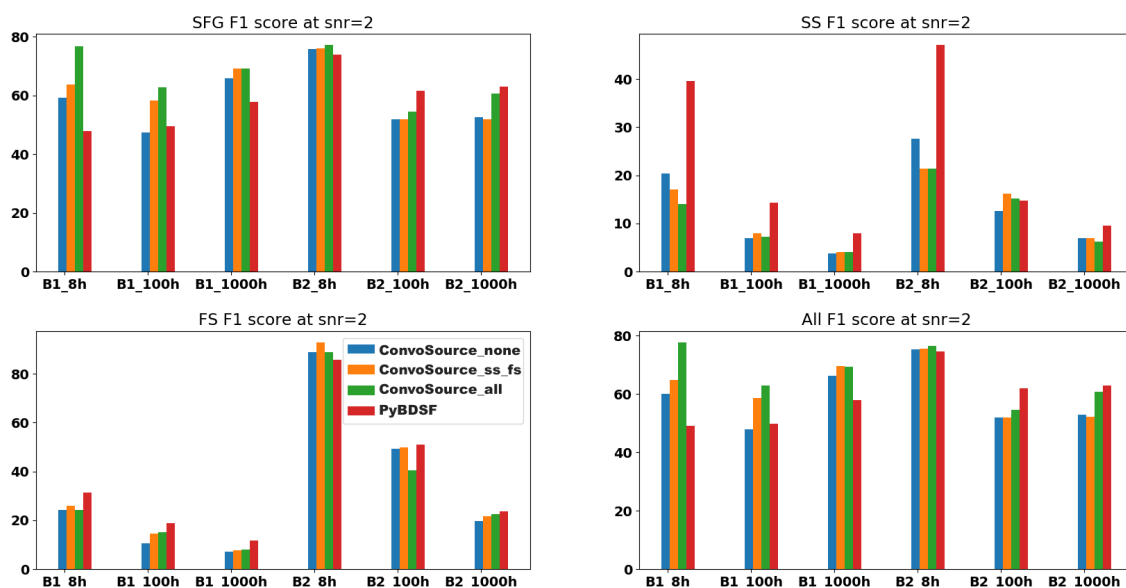 SFG F1 score at snr=2
80
60
40
20
0
B1_8h B1_100h B1_1000h B2_8h B2_100h B2_1000h
SS F1 score at snr=2
40
30
20
10
0
B1_8h B1_100h B1_1000h B2_8h B2_100h B2_1000h
FS F1 score at snr=2
80
60
40
20
0
ConvoSource_none
ConvoSource_ss_fs
ConvoSource_all
PyBDSF
B1_8h B1_100h B1_1000h B2_8h B2_100h B2_1000h
All F1 score at snr=2
80
60
40
20
0
B1_8h B1_100h B1_1000h B2_8h B2_100h B2_1000h